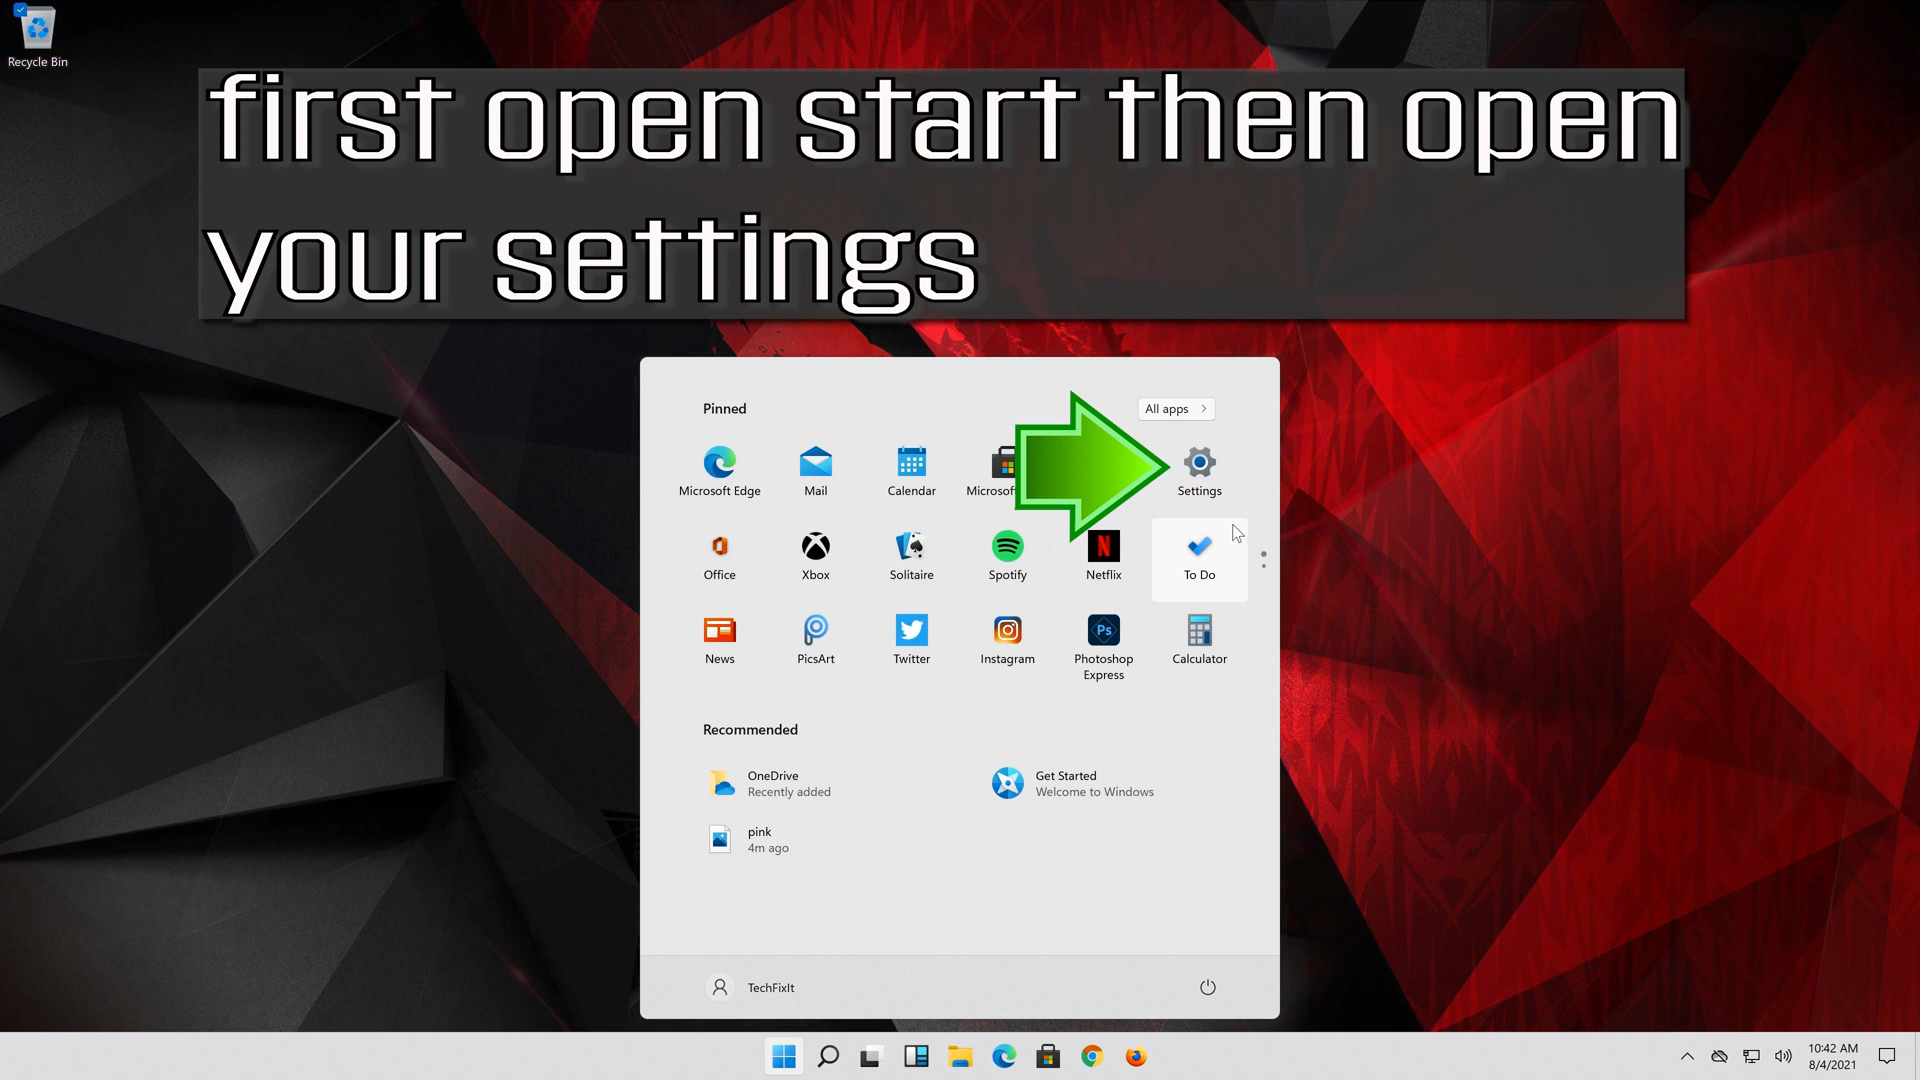 Recycle Bin
first open start then open
your settings
Pinned
All apps
Microsoft Edge
Mail
Calendar
Settings
Office
Xbox
Solitaire
Spotify
Netflix
To Do
News
PicsArt
Twitter
Instagram
Photoshop
Express
Calculator
Recommended
OneDrive
Recently added
Get Started
Welcome to Windows
pink
4m ago
TechFixIt
10:42 AM
8/4/2021